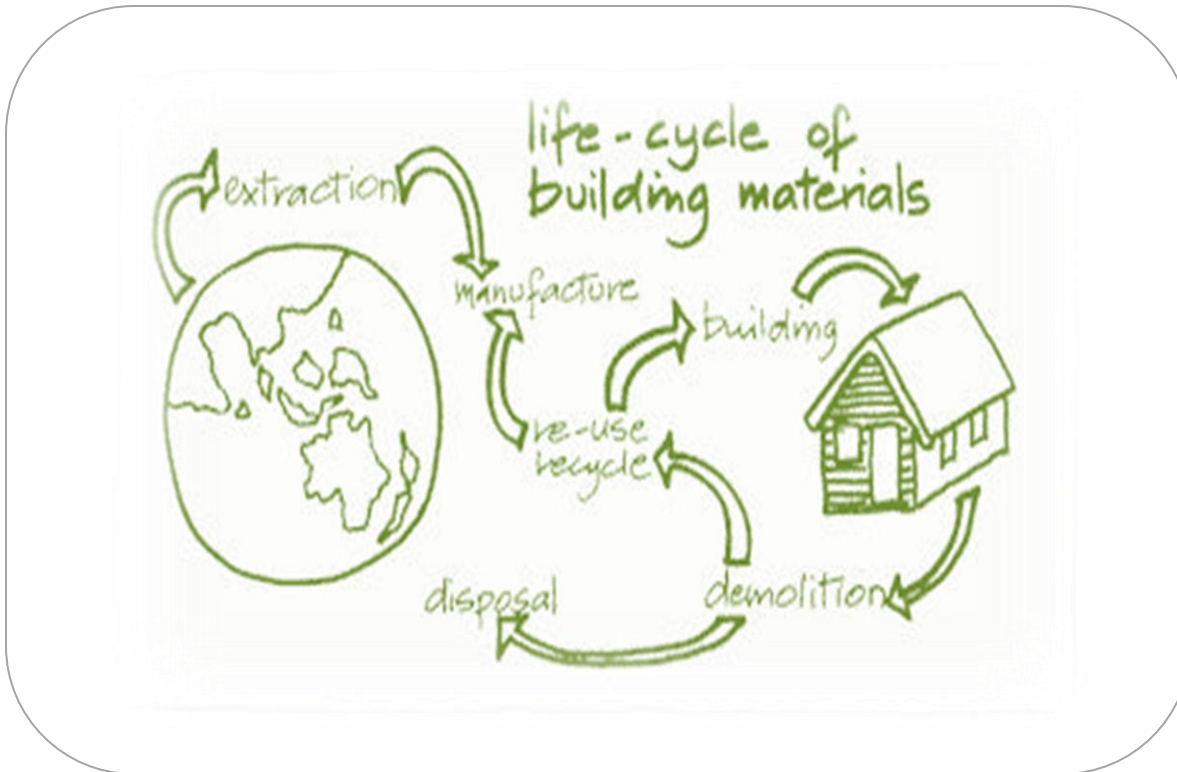 life-cycle of
building materials
extraction
manufacture
building
re-use
recycle
disposal
demolition